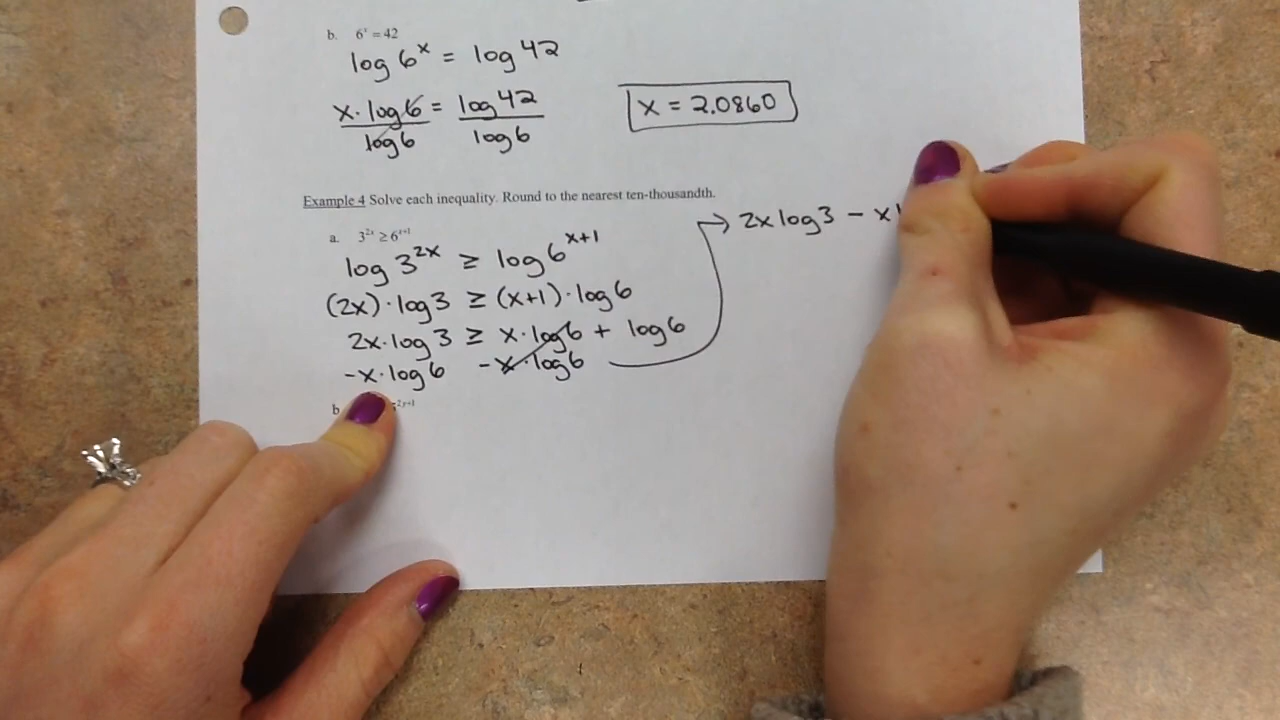 b. 6ˣ = 42
log 6ˣ = log 42
x · log 6 = log 42
log 6 log 6
x = 2.0860
Example 4 Solve each inequality. Round to the nearest ten-thousandth.
a. 3²ˣ ≥ 6ˣ⁺¹
log 3²ˣ ≥ log 6ˣ⁺¹
(2x) · log 3 ≥ (x+1) · log 6
2x · log 3 ≥ x · log 6 + log 6
-x · log 6 -x · log 6
→ 2x log 3 - x
b